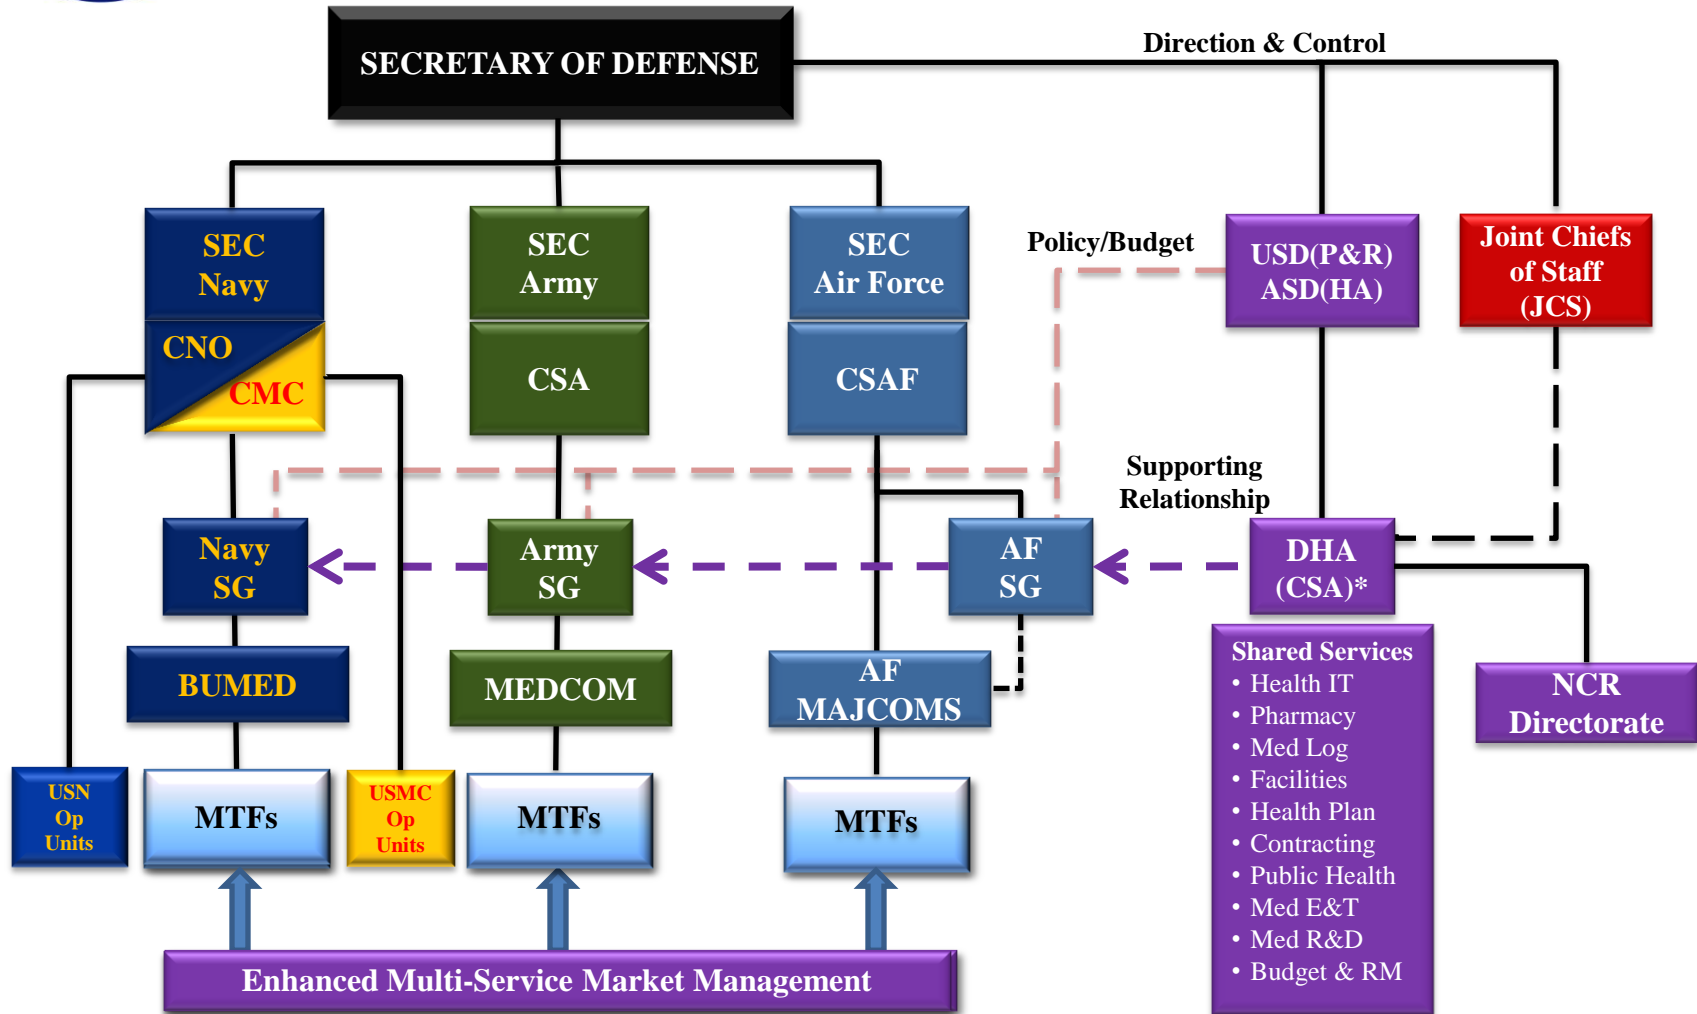 SECRETARY OF DEFENSE
Direction & Control
SEC
Navy
SEC
Army
SEC
Air Force
Policy/Budget
USD(P&R)
ASD(HA)
Joint Chiefs
of Staff
(JCS)
CNO
CMC
CSA
CSAF
Supporting
Relationship
Navy
SG
Army
SG
AF
SG
DHA
(CSA)*
BUMED
MEDCOM
AF
MAJCOMS
Shared Services
• Health IT
• Pharmacy
• Med Log
• Facilities
• Health Plan
• Contracting
• Public Health
• Med E&T
• Med R&D
• Budget & RM
NCR
Directorate
USN
Op
Units
MTFs
USMC
Op
Units
MTFs
MTFs
Enhanced Multi-Service Market Management